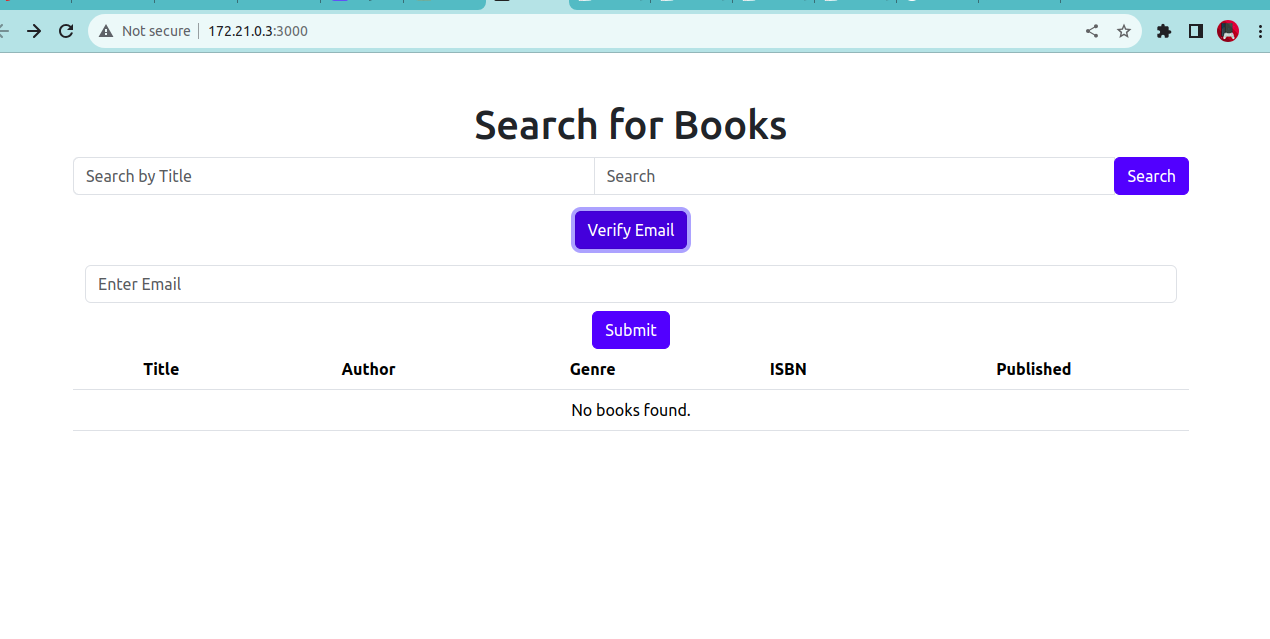 Not secure 172.21.0.3:3000
Search for Books
Search by Title Search Search
Verify Email
Enter Email
Submit
Title Author Genre ISBN Published
No books found.